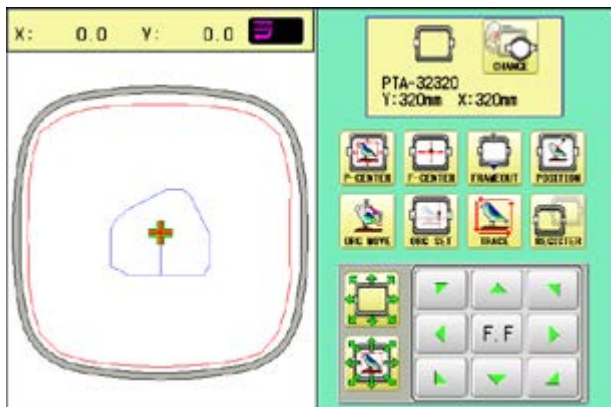 X: 0.0 Y: 0.0
CHANGE
PTA-32320
Y:320mm X:320mm
P-CENTER F-CENTER FRAMEOUT POSITION
ORG MOVE ORG SET TRACE REGISTER
F.F